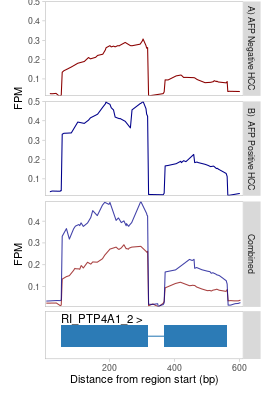 0.5
0.4
0.3
0.2
0.1
A) AFP Negative HCC
FPM
0.5
0.4
0.3
0.2
0.1
B) AFP Positive HCC
0.4
0.3
0.2
0.1
FPM
Combined
RI_PTP4A1_2 >
200
400
600
Distance from region start (bp)